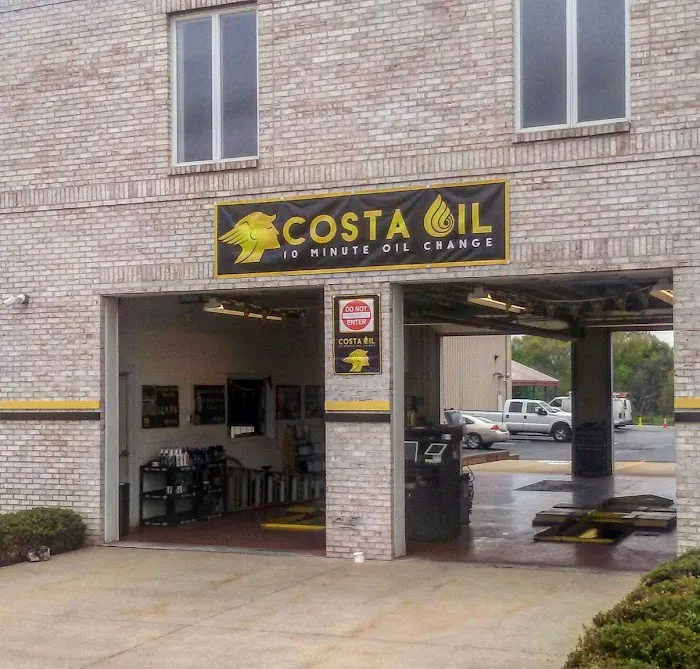 COSTA OIL
10 MINUTE OIL CHANGE
DO NOT
ENTER
COSTA OIL